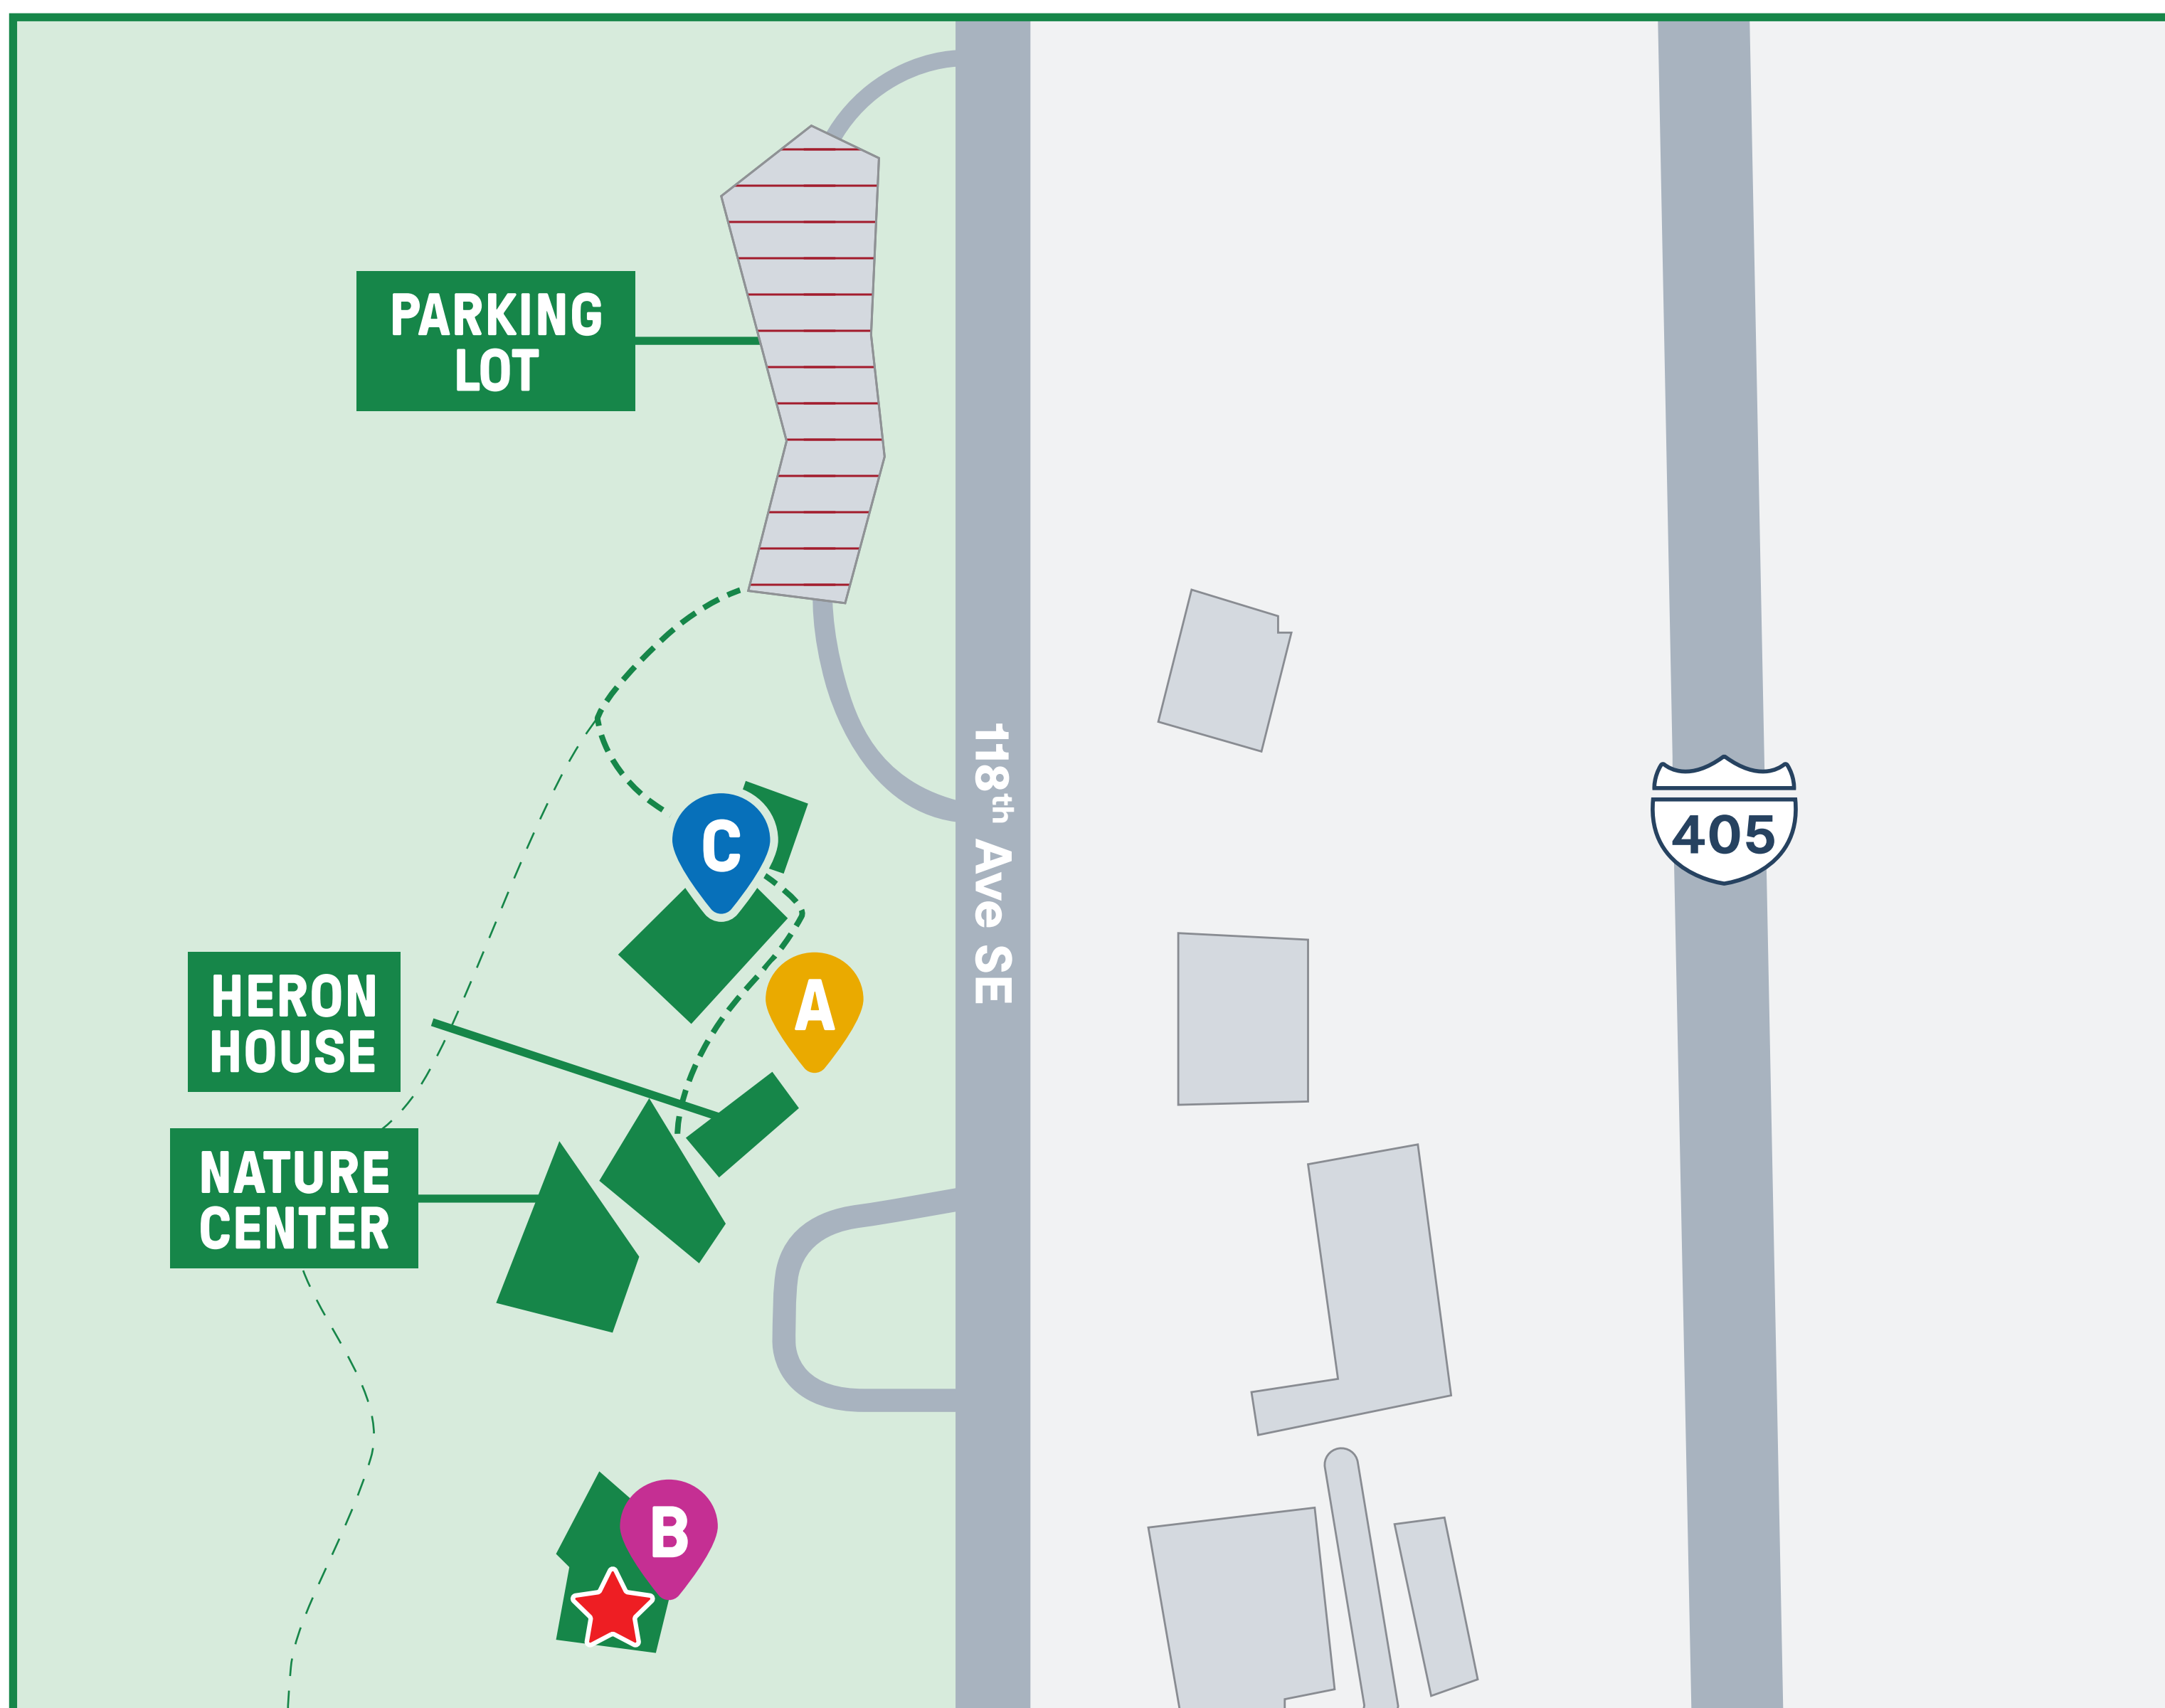 PARKING
LOT
118th Ave SE
405
C
A
HERON
HOUSE
NATURE
CENTER
B